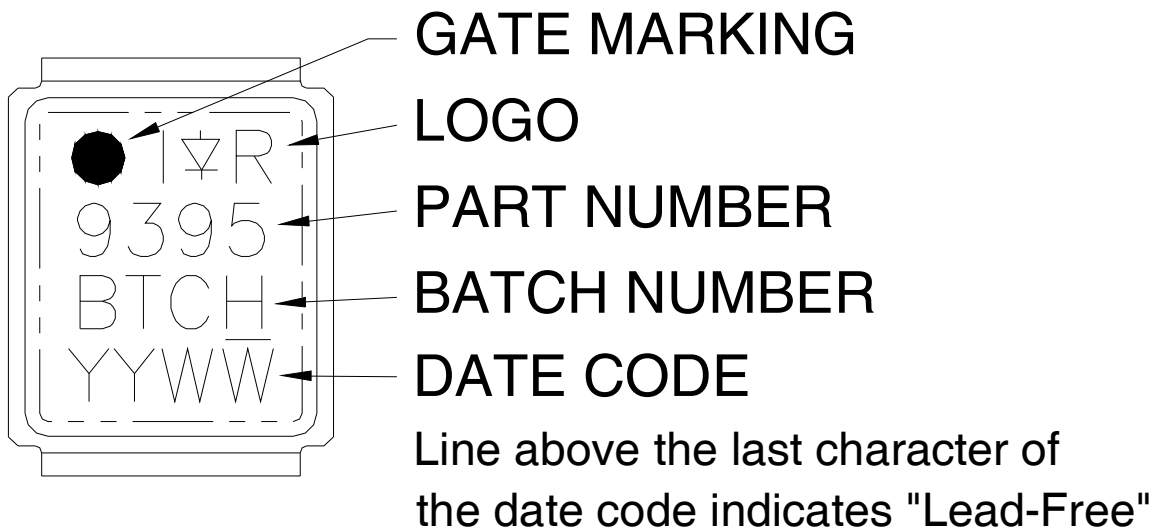 GATE MARKING
I R
LOGO
9395
PART NUMBER
BTCH
BATCH NUMBER
YYWW̅
DATE CODE
Line above the last character of
the date code indicates "Lead-Free"